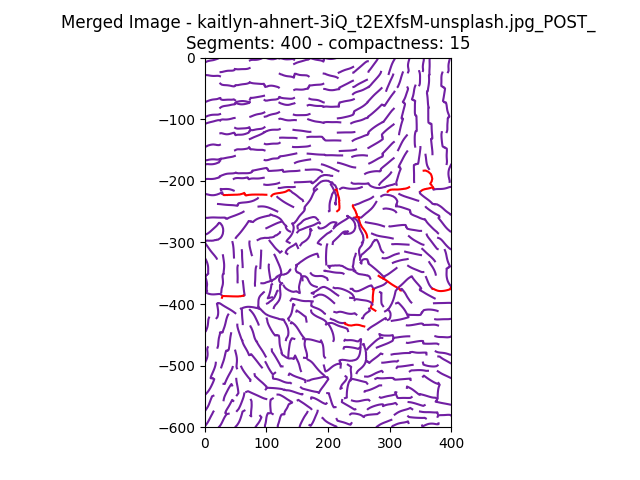 Merged Image - kaitlyn-ahnert-3iQ_t2EXfsM-unsplash.jpg_POST_
Segments: 400 - compactness: 15
0
−100
−200
−300
−400
−500
−600
0 100 200 300 400